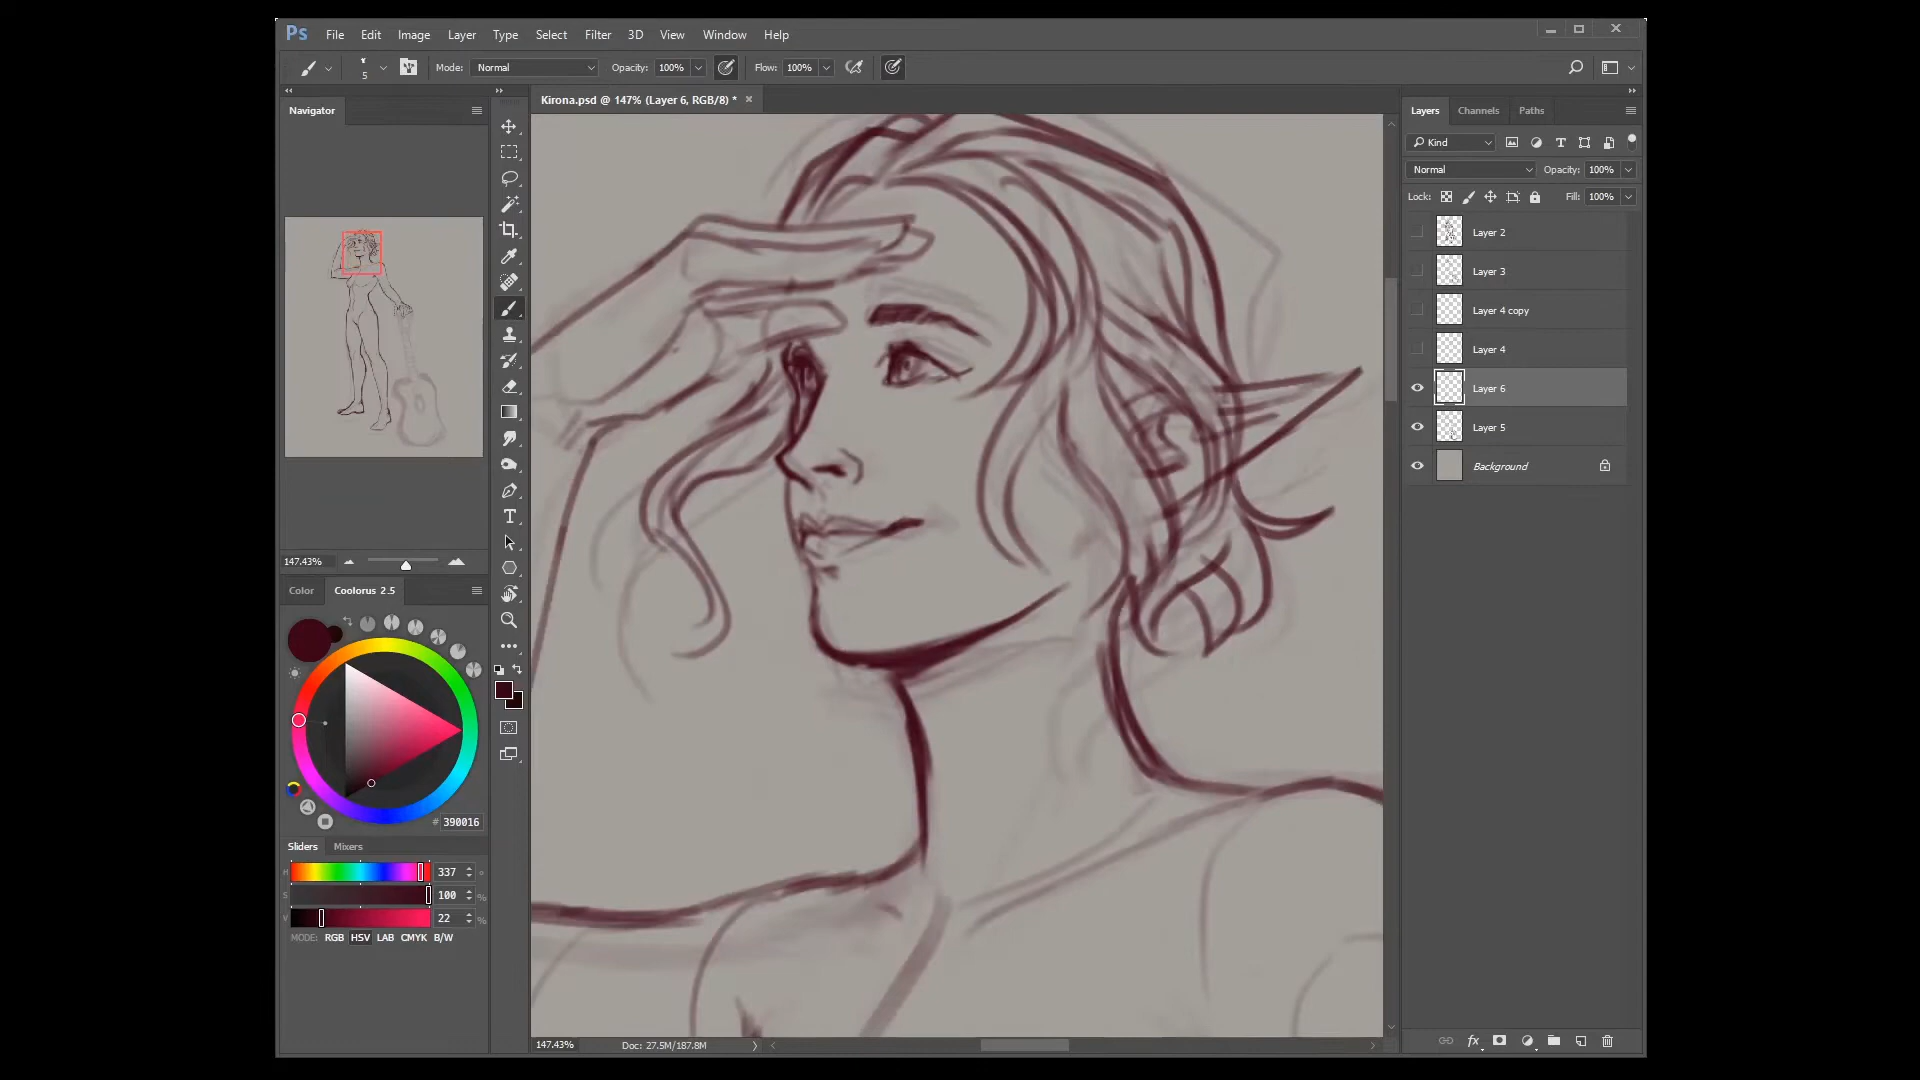 Ps File Edit Image Layer Type Select Filter 3D View Window Help
5 Mode: Normal Opacity: 100% Flow: 100%
Navigator
Kirona.psd @ 147% (Layer 6, RGB/8) *
Layers Channels Paths
Kind
Normal Opacity: 100%
Lock: Fill: 100%
Layer 2
Layer 3
Layer 4 copy
Layer 4
Layer 6
Layer 5
Background
147.43%
Color Coolorus 2.5
# 390016
Sliders Mixers
H 337 °
S 100 %
V 22 %
MODE: RGB HSV LAB CMYK B/W
T
fx
147.43% Doc: 27.5M/187.8M